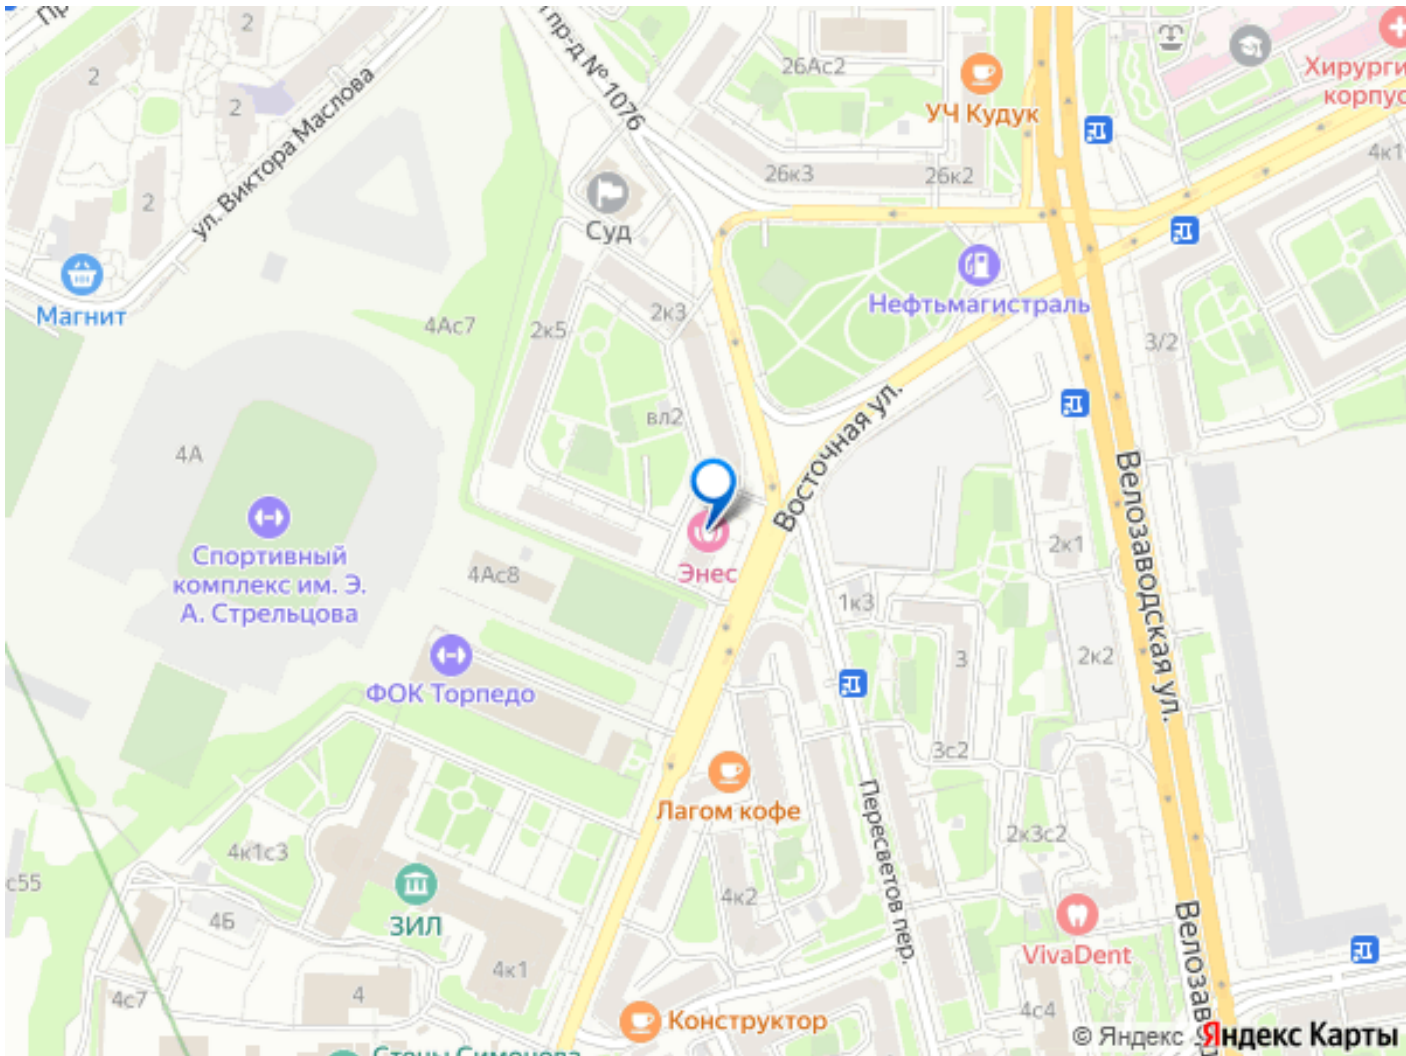 2
2
пр-д № 1076
26Ас2
УЧ Кудук
Хирурги
корпус
2
ул. Виктора Маслова
4к1
26к3
26к2
2
Суд
Магнит
4Ас7
2к5
2к3
Нефтьмагистраль
3/2
вл2
Восточная ул.
4А
Велозаводская ул.
Спортивный
комплекс им. Э.
А. Стрельцова
4Ас8
Энес
2к1
1к3
3
2к2
ФОК Торпедо
3с2
Лагом кофе
Пересветов пер.
2к3с2
4к1с3
с55
4к2
4Б
ЗИЛ
VivaDent
Велозав
4к1
4с7
4
4с4
Конструктор
© Яндекс
Яндекс Карты
Стены Симонова